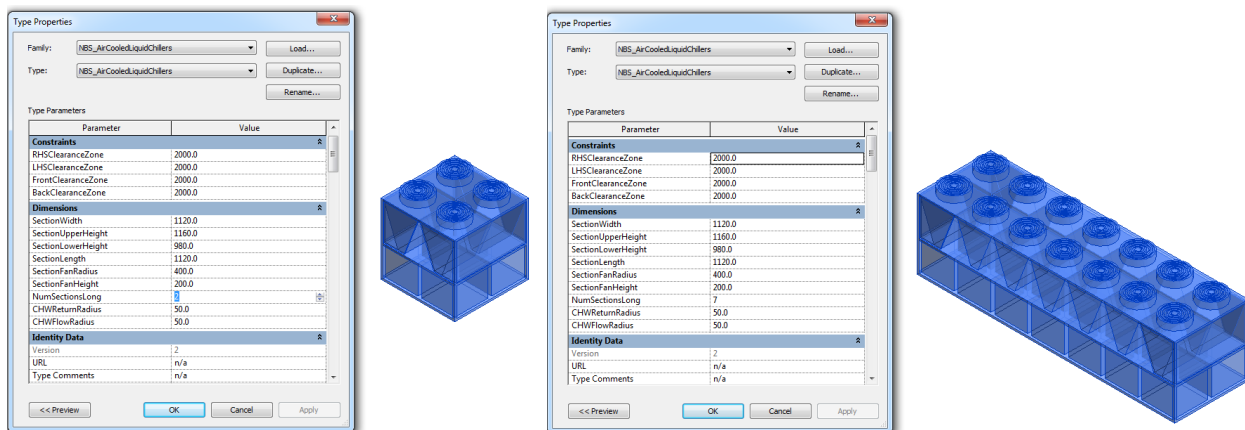 Type Properties
Family: NBS_AirCooledLiquidChillers Load...
Type: NBS_AirCooledLiquidChillers Duplicate...
Rename...
Type Parameters
Parameter Value
Constraints
RHSClearanceZone 2000.0
LHSClearanceZone 2000.0
FrontClearanceZone 2000.0
BackClearanceZone 2000.0
Dimensions
SectionWidth 1120.0
SectionUpperHeight 1160.0
SectionLowerHeight 980.0
SectionLength 1120.0
SectionFanRadius 400.0
SectionFanHeight 200.0
NumSectionsLong 2
CHWReturnRadius 50.0
CHWFlowRadius 50.0
Identity Data
Version 2
URL n/a
Type Comments n/a
<< Preview OK Cancel Apply
Type Properties
Family: NBS_AirCooledLiquidChillers Load...
Type: NBS_AirCooledLiquidChillers Duplicate...
Rename...
Type Parameters
Parameter Value
Constraints
RHSClearanceZone 2000.0
LHSClearanceZone 2000.0
FrontClearanceZone 2000.0
BackClearanceZone 2000.0
Dimensions
SectionWidth 1120.0
SectionUpperHeight 1160.0
SectionLowerHeight 980.0
SectionLength 1120.0
SectionFanRadius 400.0
SectionFanHeight 200.0
NumSectionsLong 7
CHWReturnRadius 50.0
CHWFlowRadius 50.0
Identity Data
Version 2
URL n/a
Type Comments n/a
<< Preview OK Cancel Apply